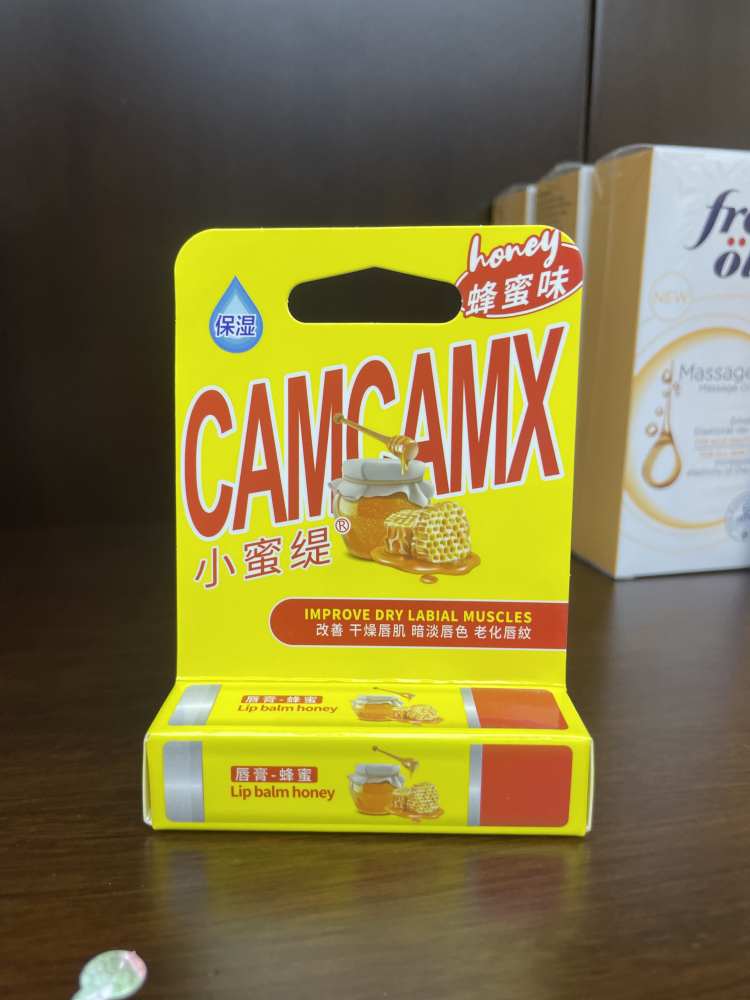 honey
蜂蜜味
保湿
CAMCAMX
小蜜缇®
IMPROVE DRY LABIAL MUSCLES
改善 干燥唇肌 暗淡唇色 老化唇紋
唇膏-蜂蜜
Lip balm honey
唇膏-蜂蜜
Lip balm honey
NEW
Massage
Massage